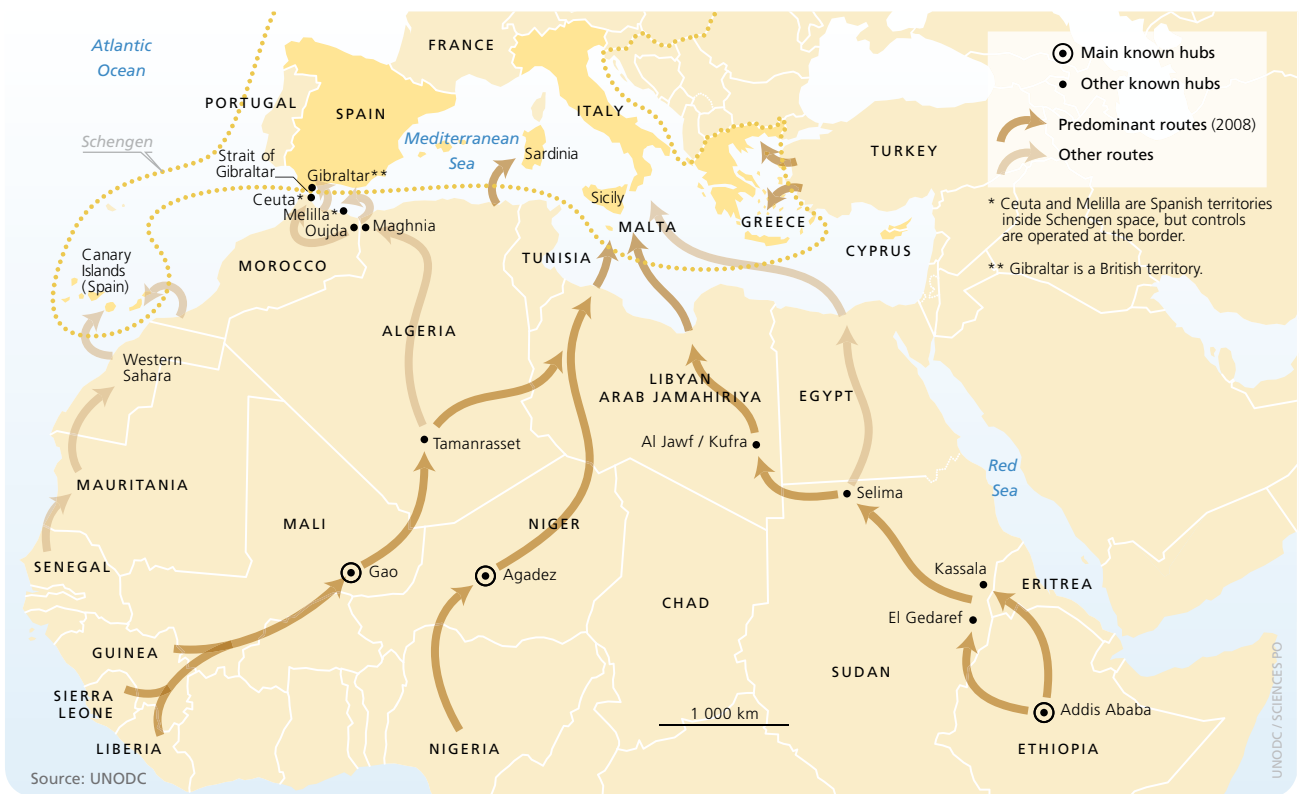 Atlantic
Ocean
FRANCE
PORTUGAL
SPAIN
ITALY
Schengen
Mediterranean
Sea
Sardinia
TURKEY
Strait of
Gibraltar
Gibraltar**
Ceuta*
Melilla*
Oujda
Maghnia
Sicily
MALTA
GREECE
CYPRUS
TUNISIA
MOROCCO
Canary
Islands
(Spain)
ALGERIA
Western
Sahara
LIBYAN
ARAB JAMAHIRIYA
EGYPT
Tamanrasset
Al Jawf / Kufra
Red
Sea
MAURITANIA
Selima
MALI
NIGER
SENEGAL
Gao
Agadez
Kassala
ERITREA
CHAD
El Gedaref
GUINEA
SUDAN
SIERRA
LEONE
1 000 km
Addis Ababa
LIBERIA
NIGERIA
ETHIOPIA
Source: UNODC
Main known hubs
Other known hubs
Predominant routes (2008)
Other routes
* Ceuta and Melilla are Spanish territories
inside Schengen space, but controls
are operated at the border.
** Gibraltar is a British territory.
UNODC / SCIENCES PO